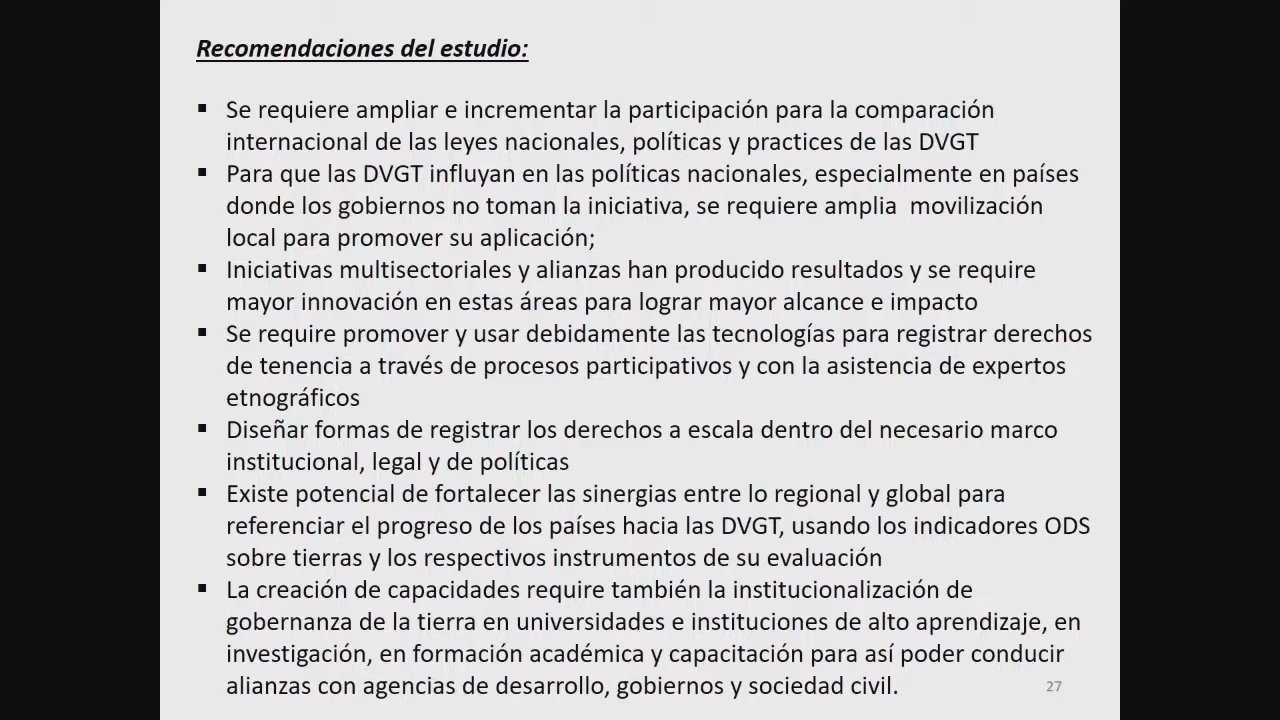 Recomendaciones del estudio:
▪ Se requiere ampliar e incrementar la participación para la comparación
internacional de las leyes nacionales, políticas y practices de las DVGT
▪ Para que las DVGT influyan en las políticas nacionales, especialmente en países
donde los gobiernos no toman la iniciativa, se requiere amplia  movilización
local para promover su aplicación;
▪ Iniciativas multisectoriales y alianzas han producido resultados y se require
mayor innovación en estas áreas para lograr mayor alcance e impacto
▪ Se require promover y usar debidamente las tecnologías para registrar derechos
de tenencia a través de procesos participativos y con la asistencia de expertos
etnográficos
▪ Diseñar formas de registrar los derechos a escala dentro del necesario marco
institucional, legal y de políticas
▪ Existe potencial de fortalecer las sinergias entre lo regional y global para
referenciar el progreso de los países hacia las DVGT, usando los indicadores ODS
sobre tierras y los respectivos instrumentos de su evaluación
▪ La creación de capacidades require también la institucionalización de
gobernanza de la tierra en universidades e instituciones de alto aprendizaje, en
investigación, en formación académica y capacitación para así poder conducir
alianzas con agencias de desarrollo, gobiernos y sociedad civil.
27